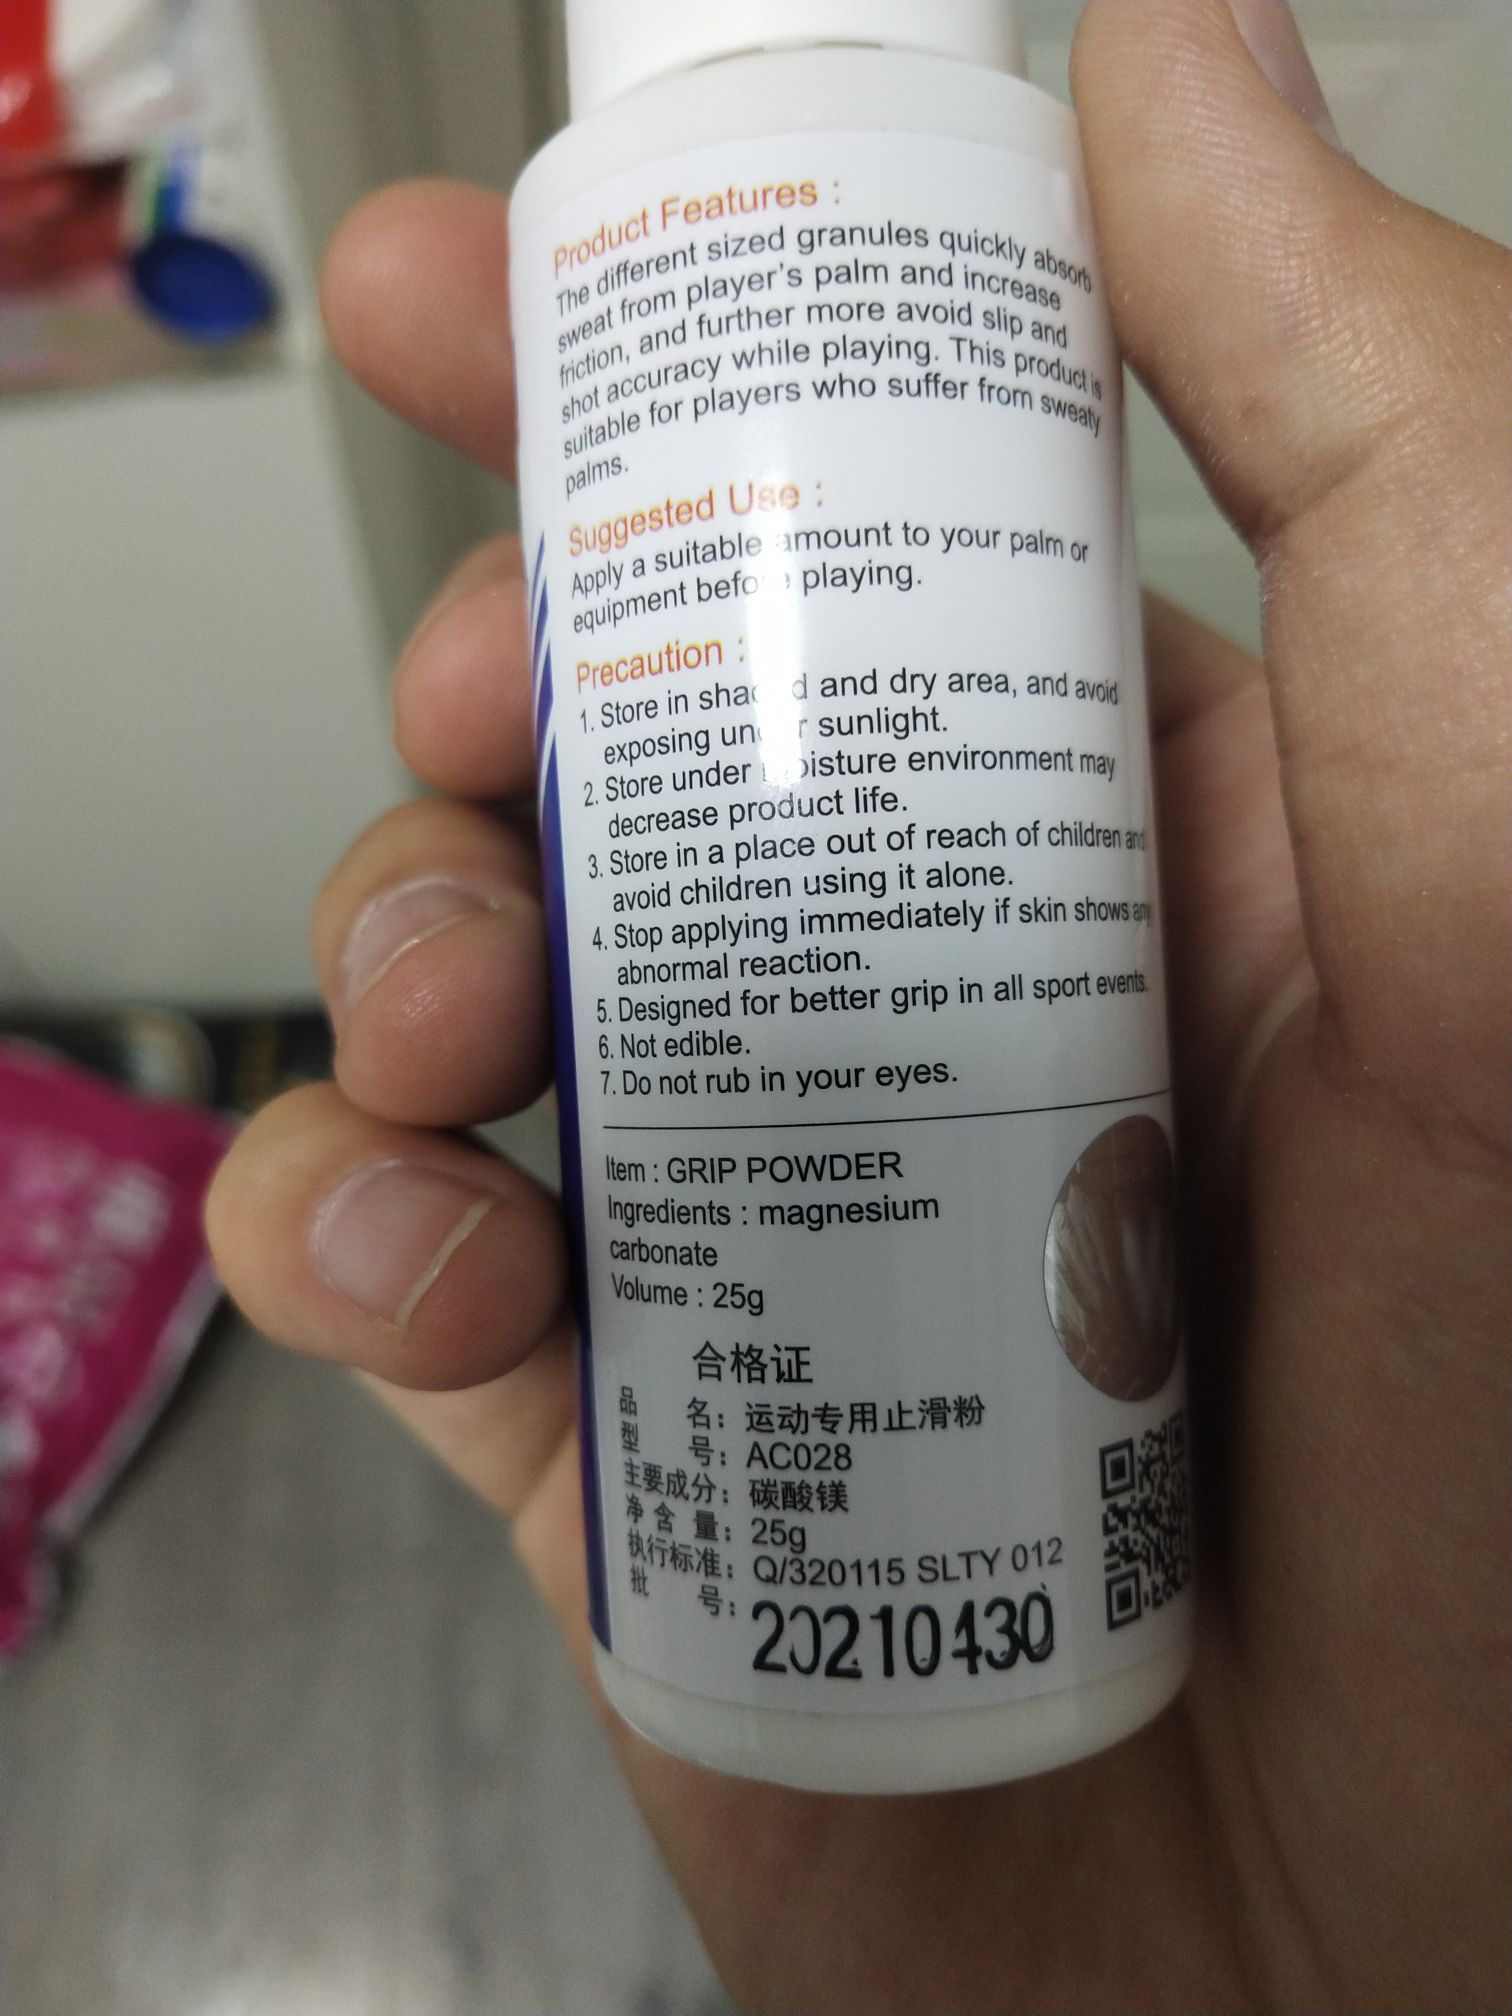 Product Features :
The different sized granules quickly absorb
sweat from player's palm and increase
friction, and further more avoid slip and
shot accuracy while playing. This product is
suitable for players who suffer from sweaty
palms.
Suggested Use :
Apply a suitable amount to your palm or
equipment before playing.
Precaution :
1. Store in shaded and dry area, and avoid
exposing under sunlight.
2. Store under moisture environment may
decrease product life.
3. Store in a place out of reach of children and
avoid children using it alone.
4. Stop applying immediately if skin shows any
abnormal reaction.
5. Designed for better grip in all sport events.
6. Not edible.
7. Do not rub in your eyes.
Item : GRIP POWDER
Ingredients : magnesium
carbonate
Volume : 25g
合格证
品 名：运动专用止滑粉
型 号：AC028
主要成分：碳酸镁
净 含 量：25g
执行标准：Q/320115 SLTY 012
批 号：20210430